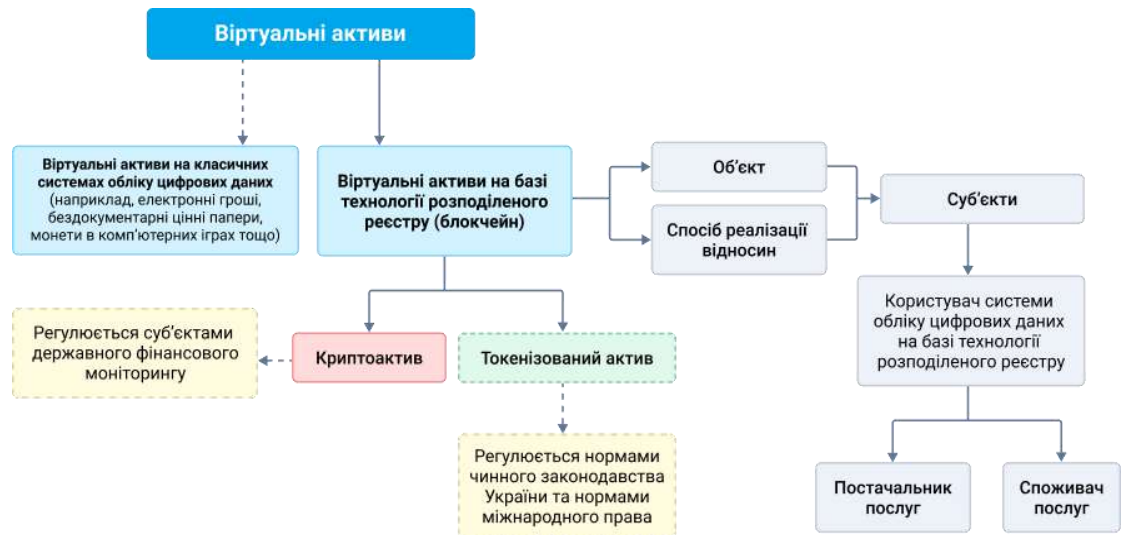 Віртуальні активи
Віртуальні активи на класичних
системах обліку цифрових даних
(наприклад, електронні гроші,
бездокументарні цінні папери,
монети в комп'ютерних іграх тощо)
Віртуальні активи на базі
технології розподіленого
реєстру (блокчейн)
Об'єкт
Спосіб реалізації
відносин
Суб'єкти
Користувач системи
обліку цифрових даних
на базі технології
розподіленого реєстру
Регулюється суб'єктами
державного фінансового
моніторингу
Криптоактив
Токенізований актив
Регулюється нормами
чинного законодавства
України та нормами
міжнародного права
Постачальник
послуг
Споживач
послуг